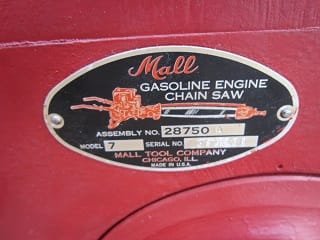 Mall
GASOLINE ENGINE
CHAIN SAW
ASSEMBLY NO. 28750 A
MODEL 7 SERIAL NO.
MALL TOOL COMPANY
CHICAGO, ILL.
MADE IN U.S.A.